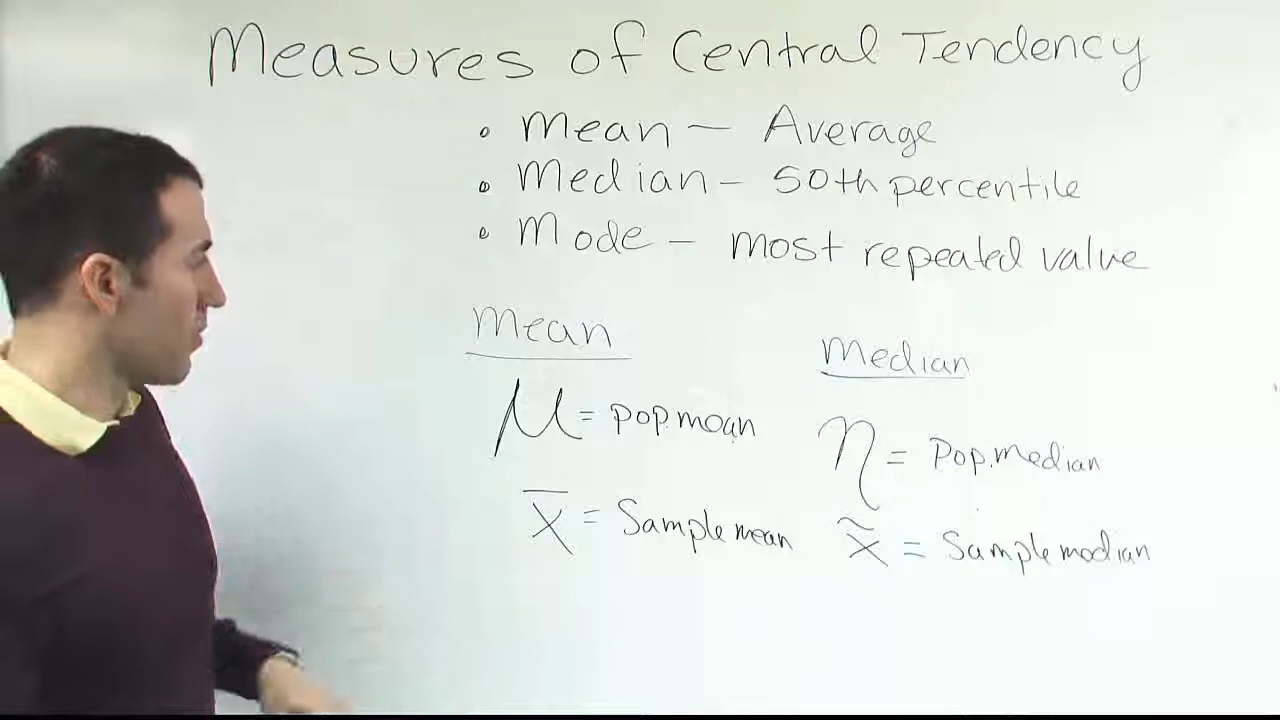 Measures of Central Tendency
• Mean — Average
• Median – 50th percentile
• Mode – most repeated value
Mean
μ = pop. mean
x̄ = Sample mean
Median
η = Pop. median
x̃ = Sample median